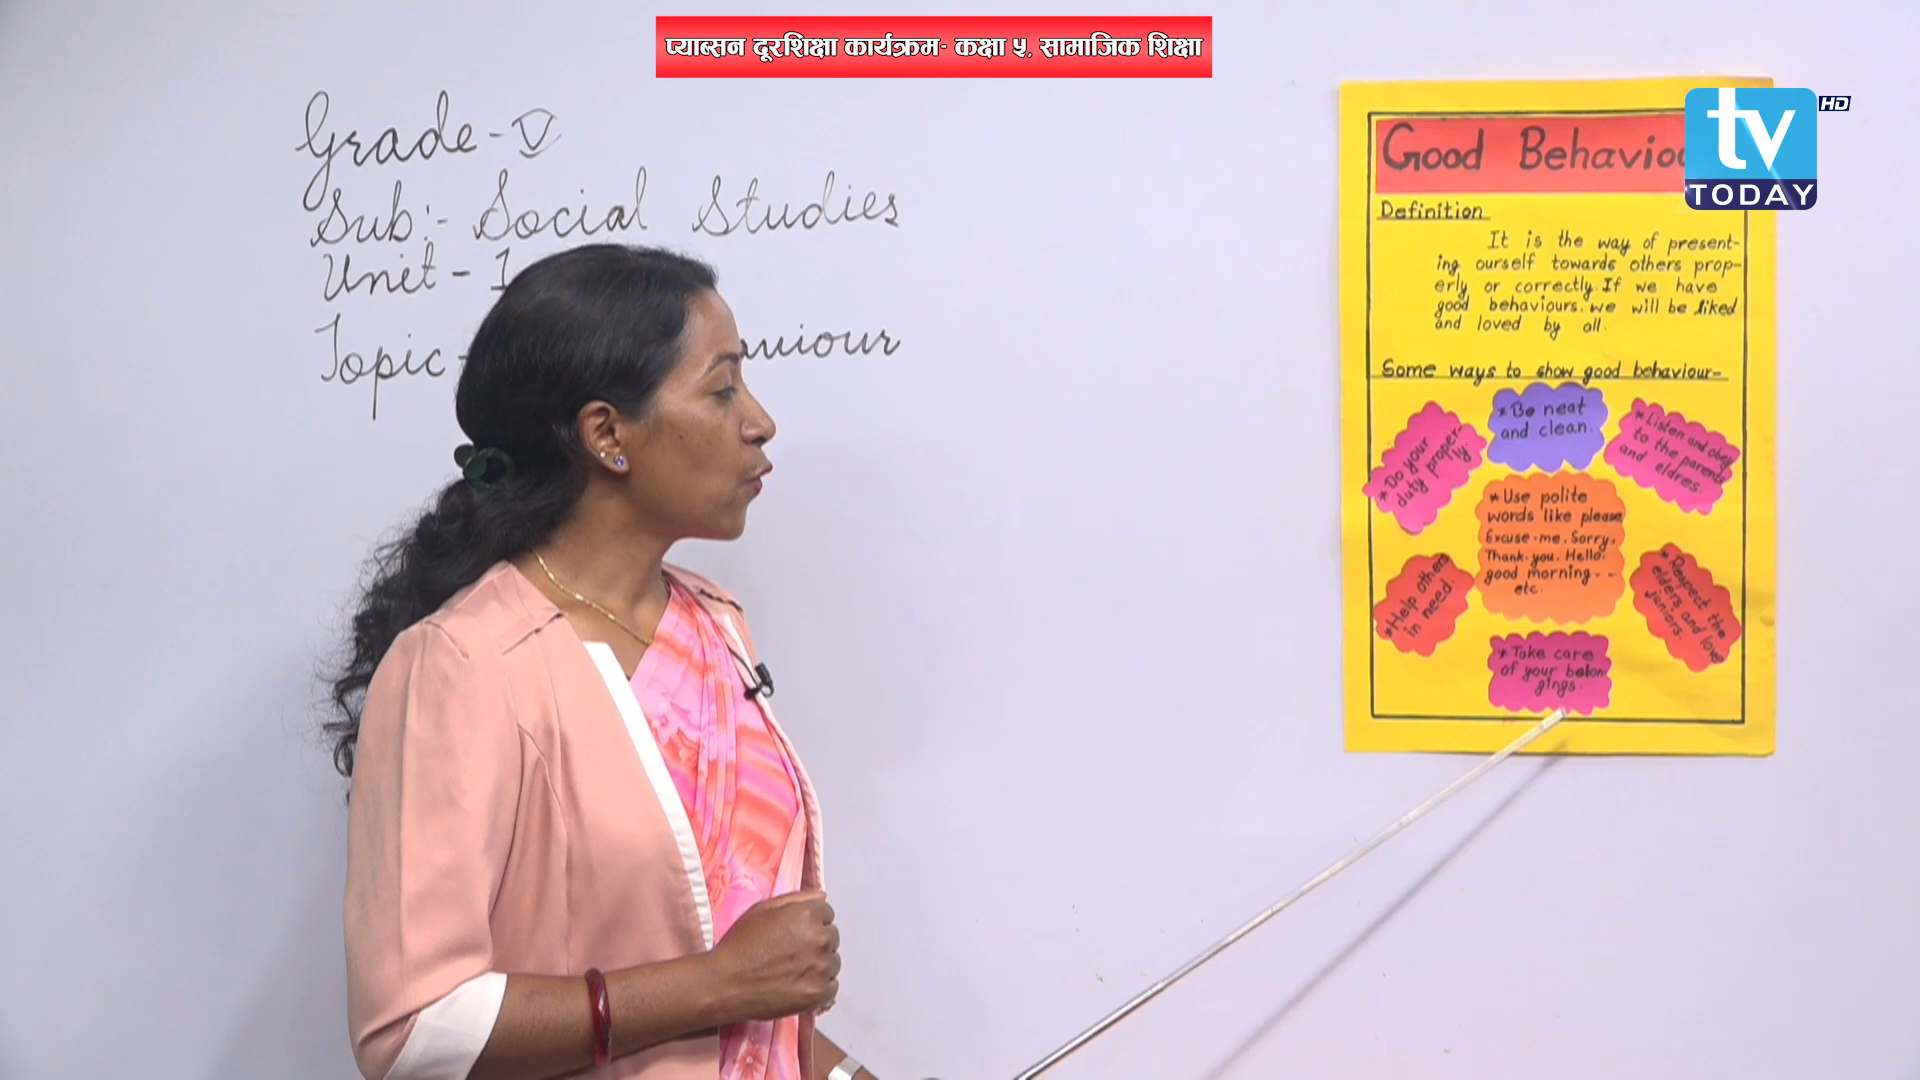 प्याब्सन दूरशिक्षा कार्यक्रम- कक्षा ५, सामाजिक शिक्षा
Grade-V
Sub:- Social Studies
Unit - 1
Topic-
tv
TODAY
HD
Good
Definition
It is the way of present-
ing ourself towards others prop-
erly or correctly. If we have
good behaviours. we will be liked
and loved by all.
Some ways to show good behaviour-
* Do your
duty proper-
ly.
* Be neat
and clean.
* Listen and obey
to the parents
and eldres.
* Use polite
words like please,
Excuse-me, Sorry,
Thank you. Hello.
good morning - -
etc.
* Help others
in need.
* Respect the
elders and love
juniors.
* Take care
of your belon-
gings.